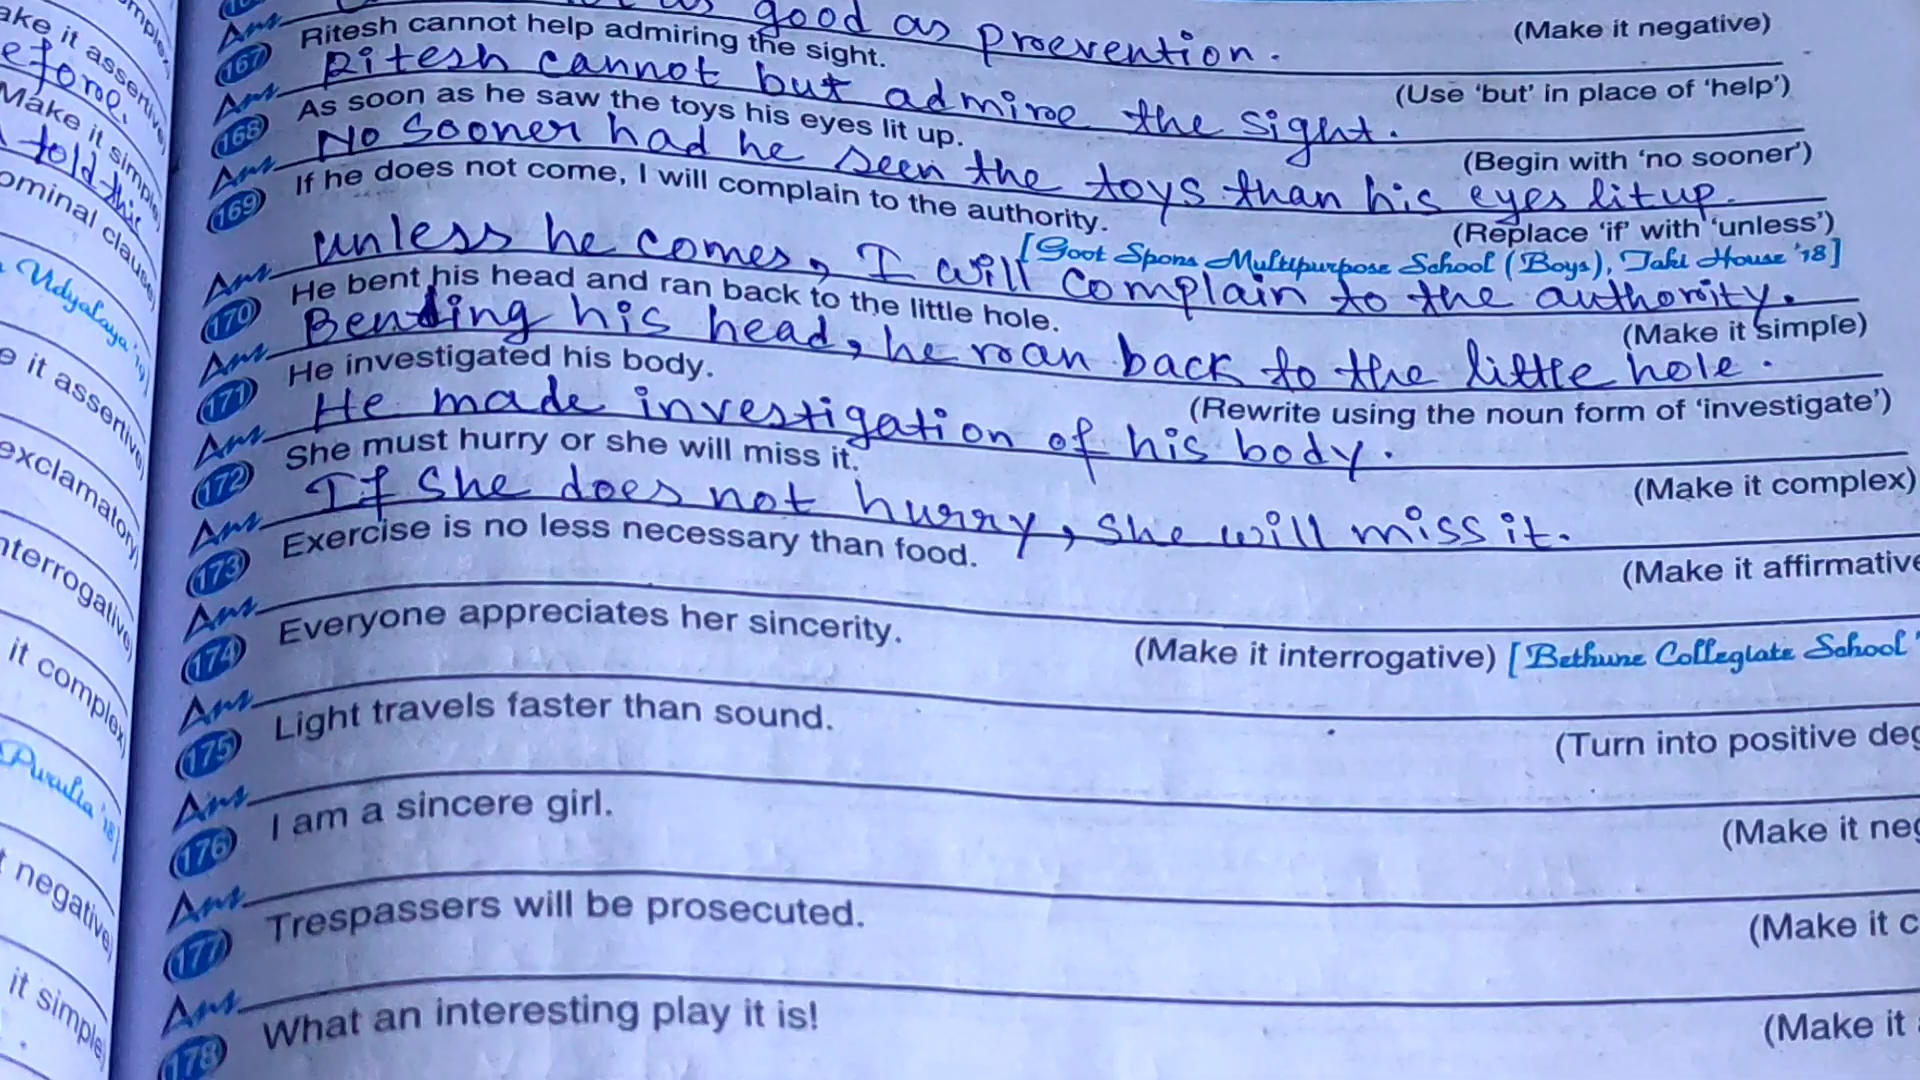 good as prevention.
(Make it negative)
Ans
167 Ritesh cannot help admiring the sight.
(Use 'but' in place of 'help')
Ans Ritesh cannot but admire the sight.
168 As soon as he saw the toys his eyes lit up.
(Begin with 'no sooner')
Ans No sooner had he seen the toys than his eyes lit up.
169 If he does not come, I will complain to the authority.
(Replace 'if' with 'unless')
[Goot Spons Multipurpose School (Boys), Taki House '18]
Ans unless he comes, I will complain to the authority.
170 He bent his head and ran back to the little hole.
(Make it simple)
Ans Bending his head, he ran back to the little hole.
171 He investigated his body.
(Rewrite using the noun form of 'investigate')
Ans He made investigation of his body.
172 She must hurry or she will miss it.
(Make it complex)
Ans If she does not hurry, she will miss it.
173 Exercise is no less necessary than food.
(Make it affirmative
Ans
174 Everyone appreciates her sincerity.
(Make it interrogative) [Bethune Collegiate School
Ans
175 Light travels faster than sound.
(Turn into positive deg
Ans
176 I am a sincere girl.
(Make it neg
Ans
177 Trespassers will be prosecuted.
(Make it c
Ans
178 What an interesting play it is!
(Make it
ake it assertive)
efore.
Make it simple)
told this
ominal clause)
Udyalaya '19]
e it assertive)
exclamatory)
nterrogative)
it complex)
Purulia '18]
negative)
it simple)